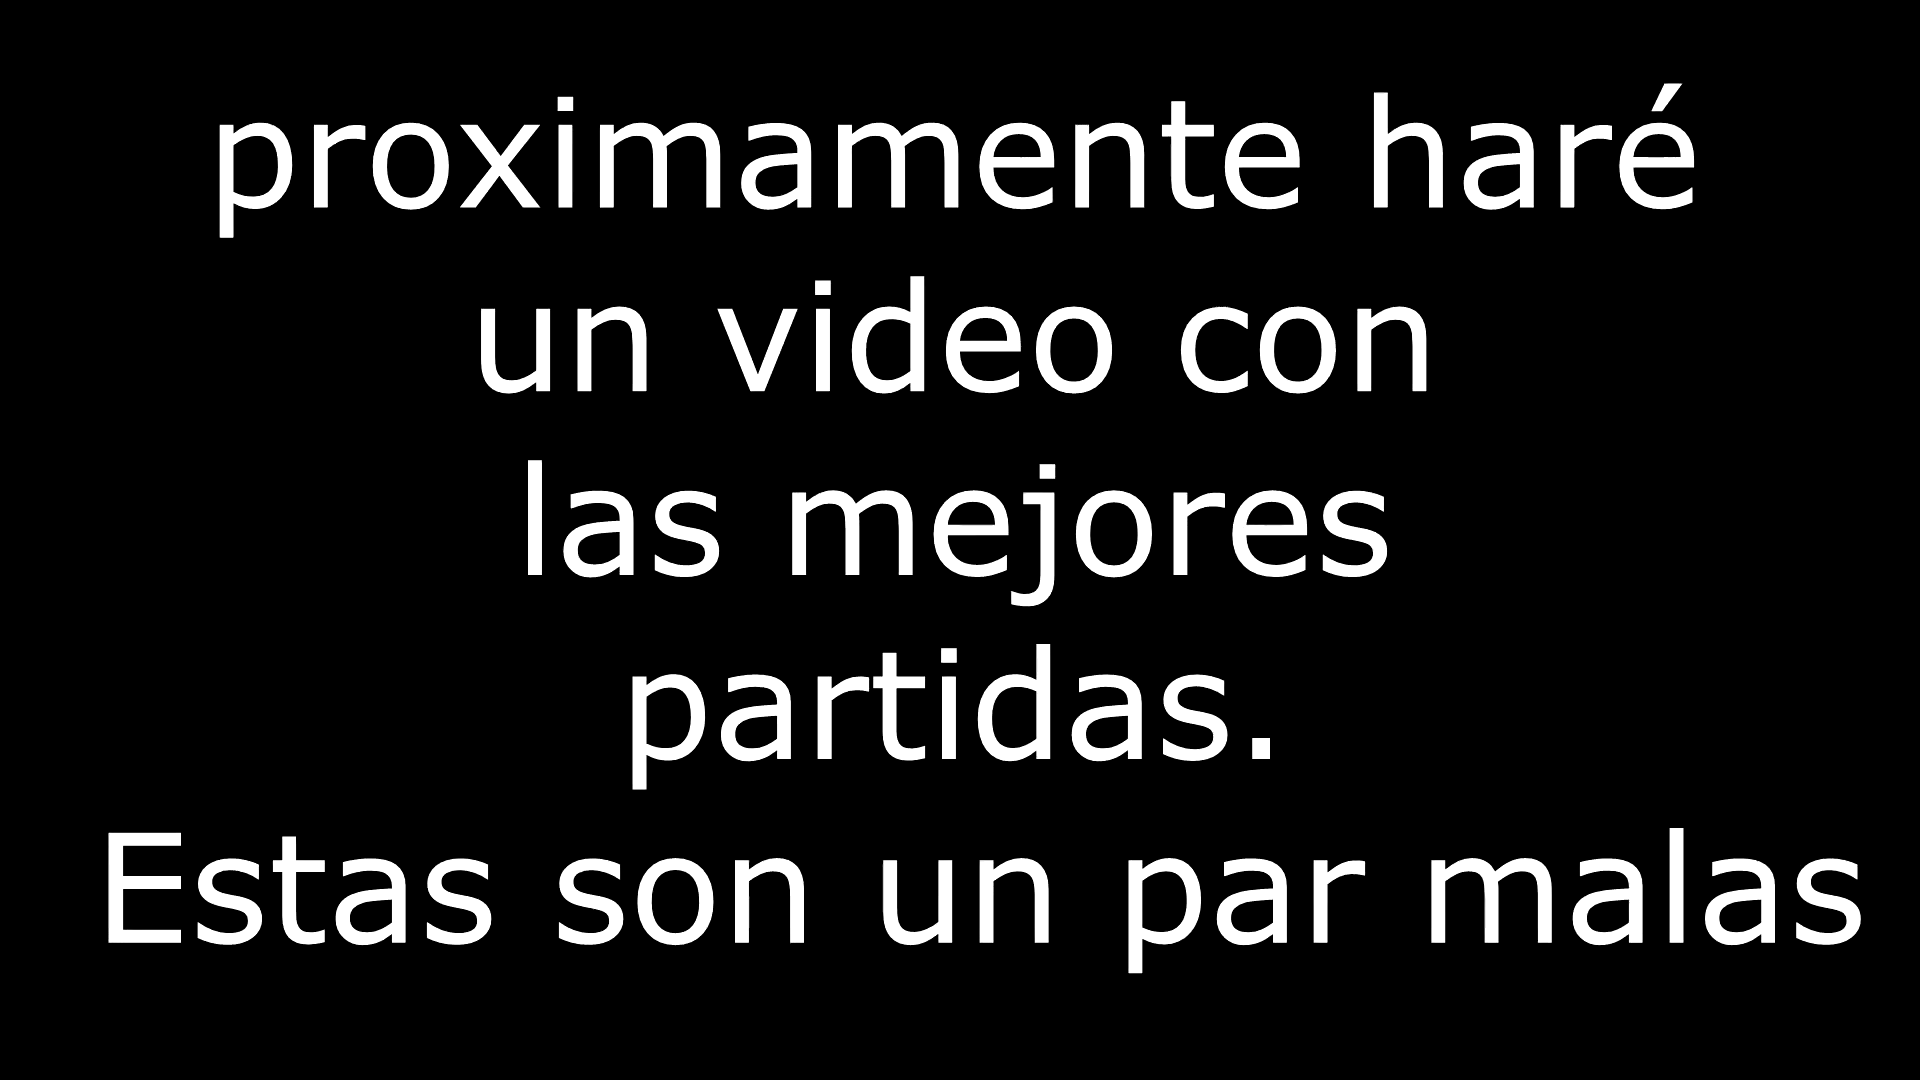 proximamente haré
un video con
las mejores
partidas.
Estas son un par malas